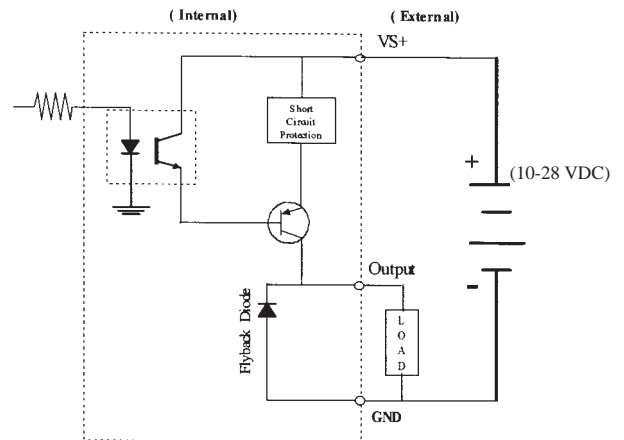 ( Internal)
( External)
VS+
Short
Circuit
Protection
+
(10-28 VDC)
Output
-
Flyback Diode
L
O
A
D
GND